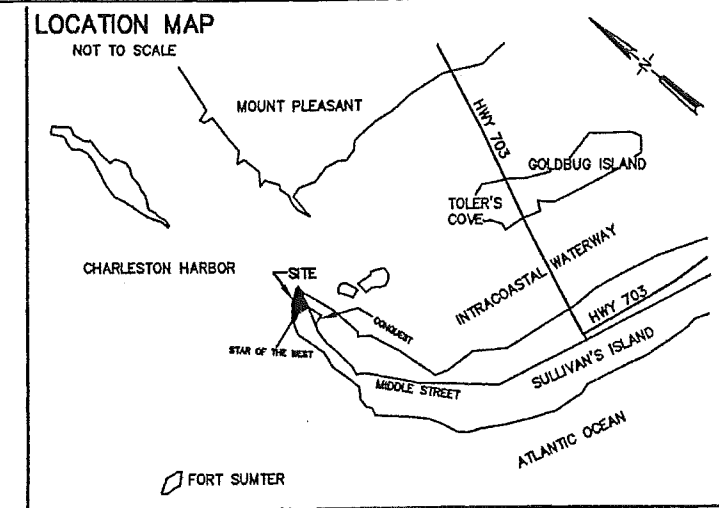 LOCATION MAP
NOT TO SCALE
N
MOUNT PLEASANT
HWY 703
GOLDBUG ISLAND
TOLER'S
COVE
CHARLESTON HARBOR
SITE
INTRACOASTAL WATERWAY
HWY 703
CONQUEST
STAR OF THE WEST
MIDDLE STREET
SULLIVAN'S ISLAND
ATLANTIC OCEAN
FORT SUMTER